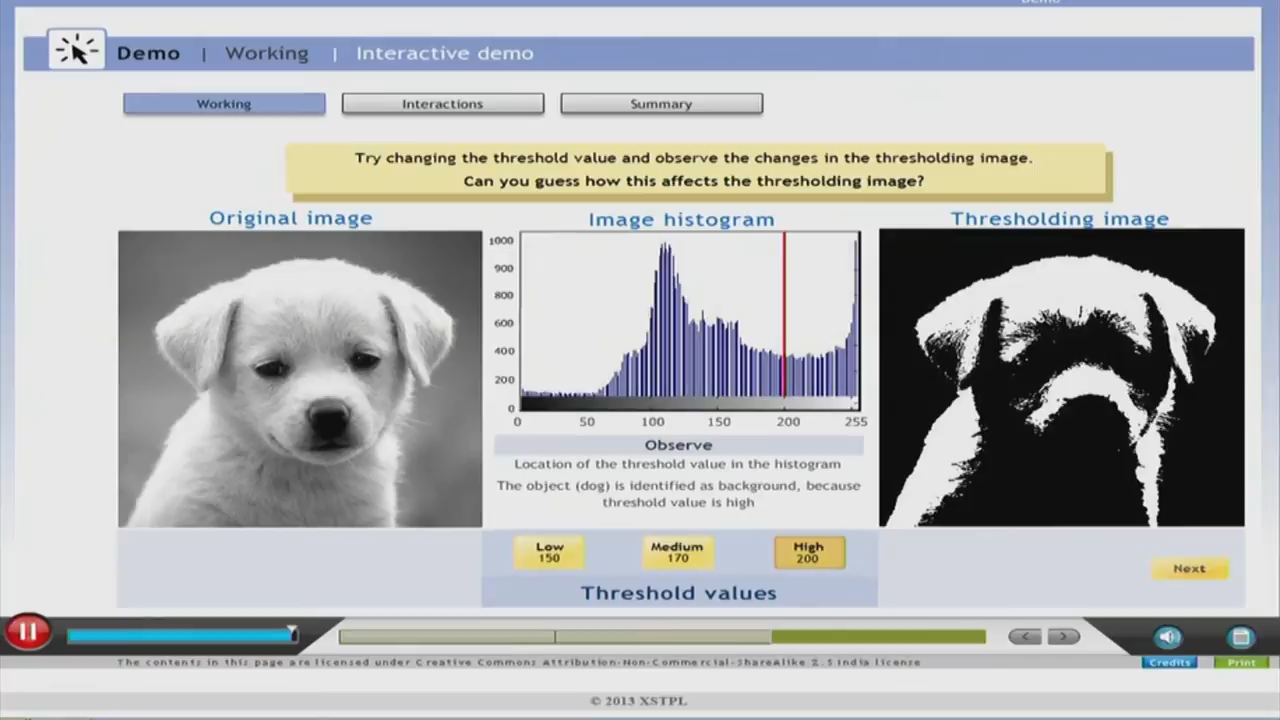 Demo
Demo | Working | Interactive demo
Working Interactions Summary
Try changing the threshold value and observe the changes in the thresholding image.
Can you guess how this affects the thresholding image?
Original image Image histogram Thresholding image
1000
900
800
600
400
200
0
0 50 100 150 200 255
Observe
Location of the threshold value in the histogram
The object (dog) is identified as background, because
threshold value is high
Low Medium High
150 170 200
Next
Threshold values
The contents in this page are licensed under Creative Commons Attribution-Non-Commercial-ShareAlike 2.5 India license
Credits Print
© 2013 XSTPL